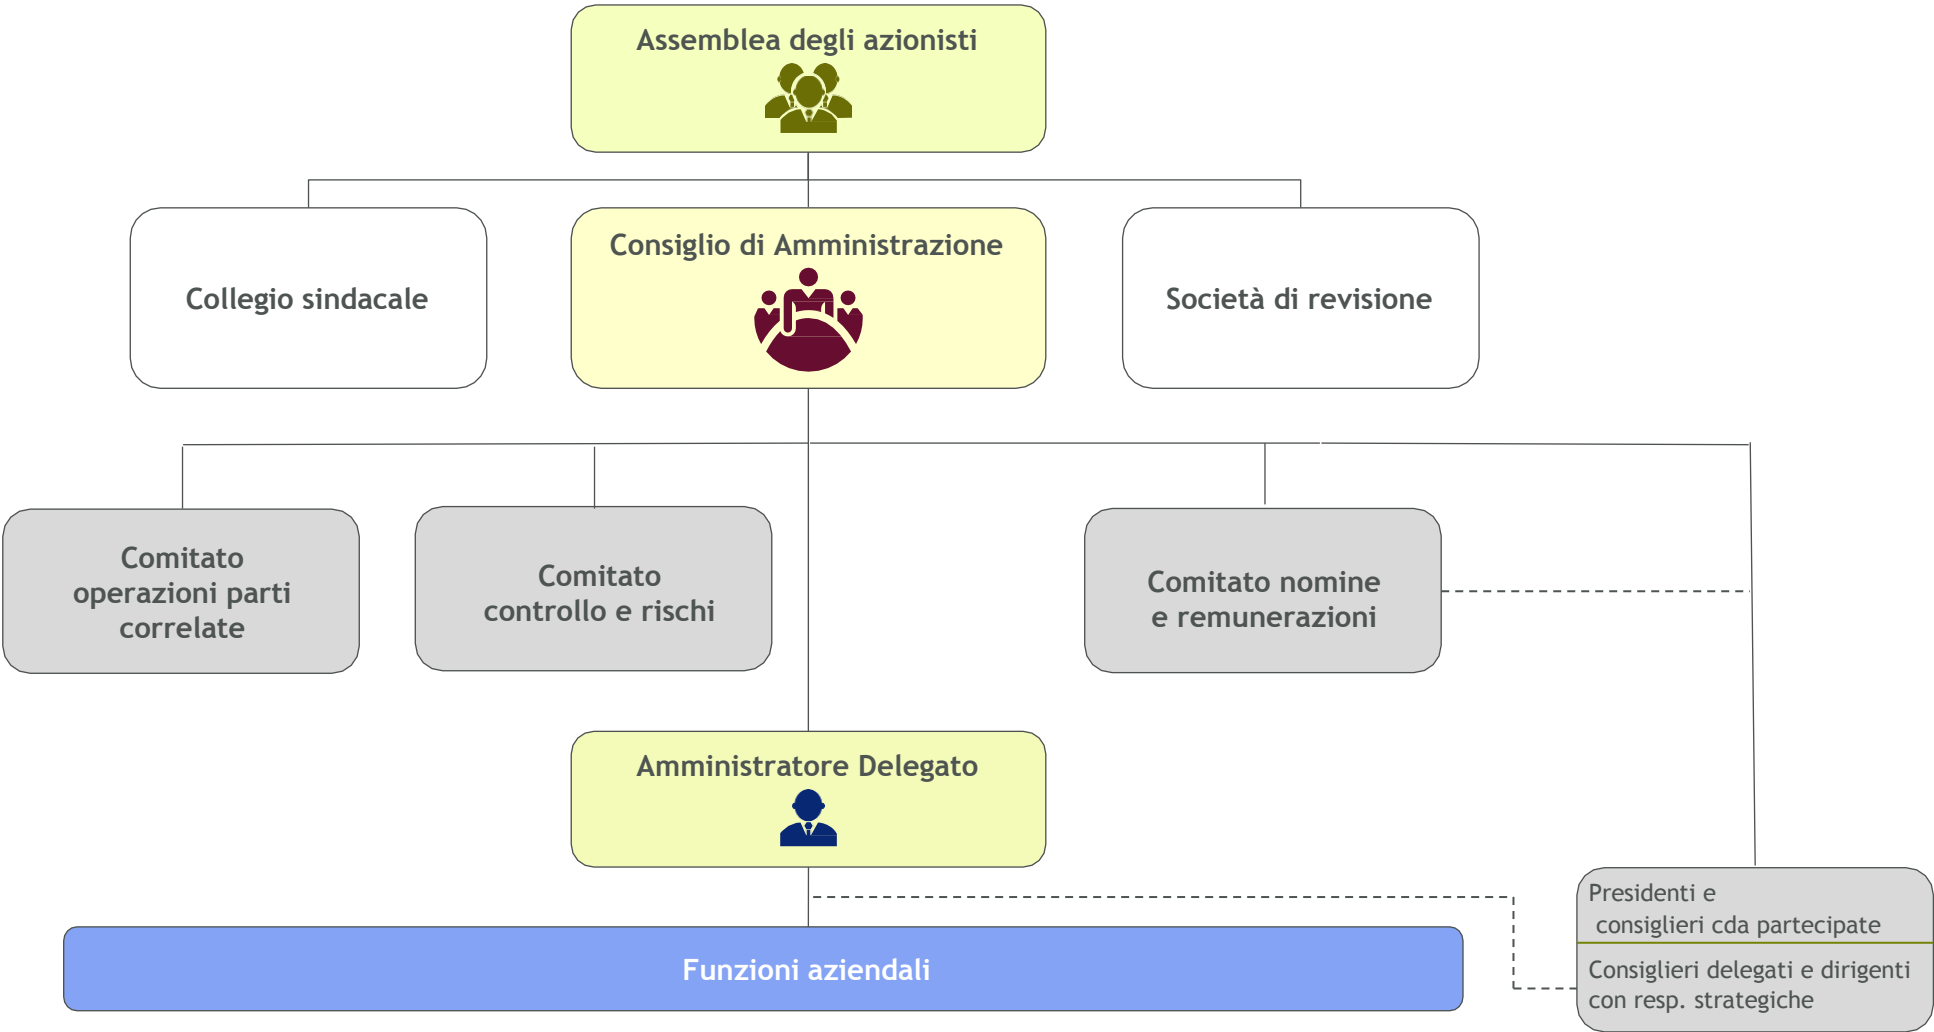 Assemblea degli azionisti
Collegio sindacale
Consiglio di Amministrazione
Società di revisione
Comitato
operazioni parti
correlate
Comitato
controllo e rischi
Comitato nomine
e remunerazioni
Amministratore Delegato
Presidenti e
consiglieri cda partecipate
Consiglieri delegati e dirigenti
con resp. strategiche
Funzioni aziendali